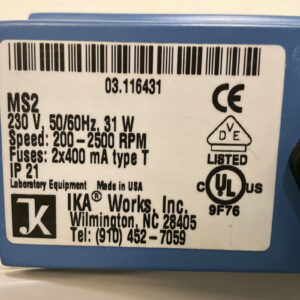 03.116431
MS2
230 V, 50/60Hz, 31 W
Speed: 200 - 2500 RPM
Fuses: 2x400 mA type T
IP 21
Laboratory Equipment Made in USA
IKA® Works, Inc.
Wilmington, NC 28405
Tel: (910) 452-7059
CE
VDE
LISTED
C UL US
9F76
IK